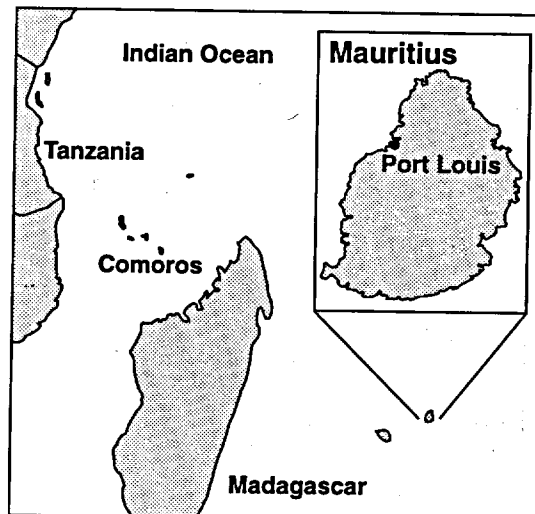 Indian Ocean
Mauritius
Tanzania
Port Louis
Comoros
Madagascar